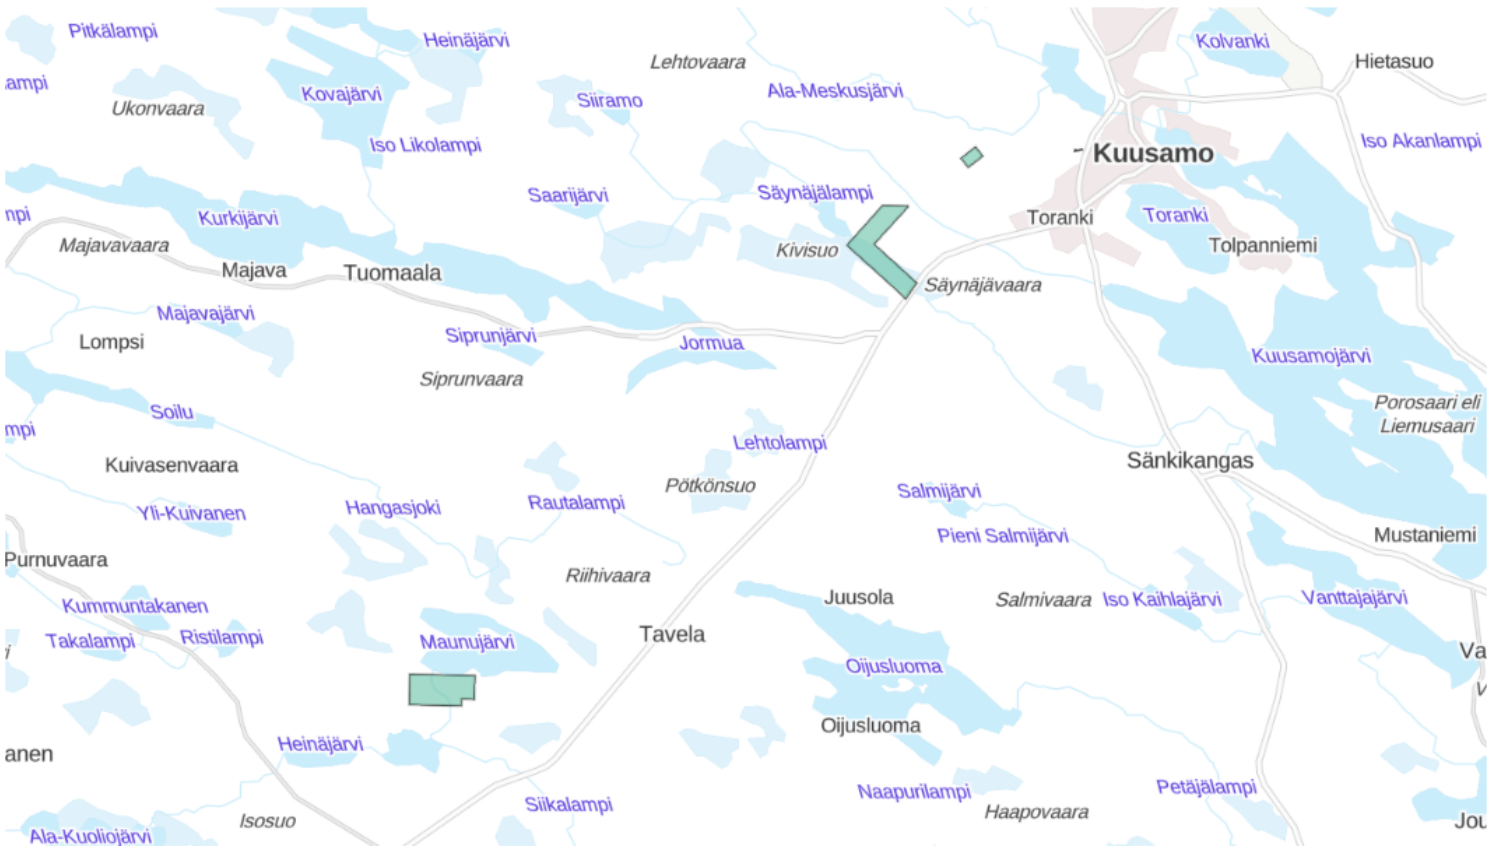 Pitkälampi
Heinäjärvi
Kolvanki
Lehtovaara
Hietasuo
ampi
Kovajärvi
Siiramo
Ala-Meskusjärvi
Ukonvaara
Iso Likolampi
Iso Akanlampi
Kuusamo
Saarijärvi
Säynäjälampi
npi
Kurkijärvi
Toranki
Toranki
Majavavaara
Kivisuo
Tolpanniemi
Majava
Tuomaala
Säynäjävaara
Majavajärvi
Lompsi
Siprunjärvi
Jormua
Kuusamojärvi
Siprunvaara
Porosaari eli
Liemusaari
Soilu
mpi
Lehtolampi
Kuivasenvaara
Sänkikangas
Pötkönsuo
Salmijärvi
Yli-Kuivanen
Hangasjoki
Rautalampi
Pieni Salmijärvi
Mustaniemi
Purnuvaara
Riihivaara
Juusola
Salmivaara
Iso Kaihlajärvi
Vanttajajärvi
Kummuntakanen
Takalampi
Ristilampi
Maunujärvi
Tavela
Va
Oijusluoma
Oijusluoma
V
Heinäjärvi
anen
Naapurilampi
Petäjälampi
Siikalampi
Haapovaara
Isosuo
Jou
Ala-Kuoliojärvi